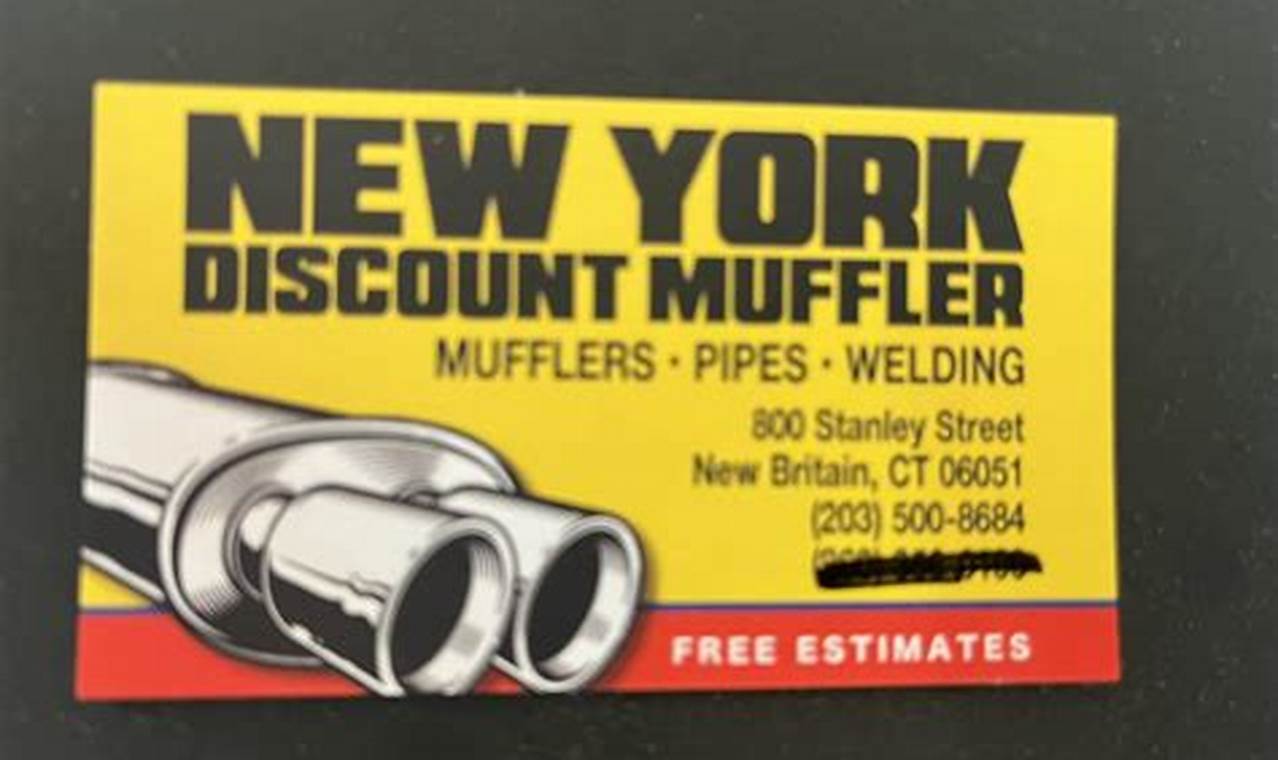 NEW YORK
DISCOUNT MUFFLER
MUFFLERS · PIPES · WELDING
800 Stanley Street
New Britain, CT 06051
(203) 500-8684
FREE ESTIMATES